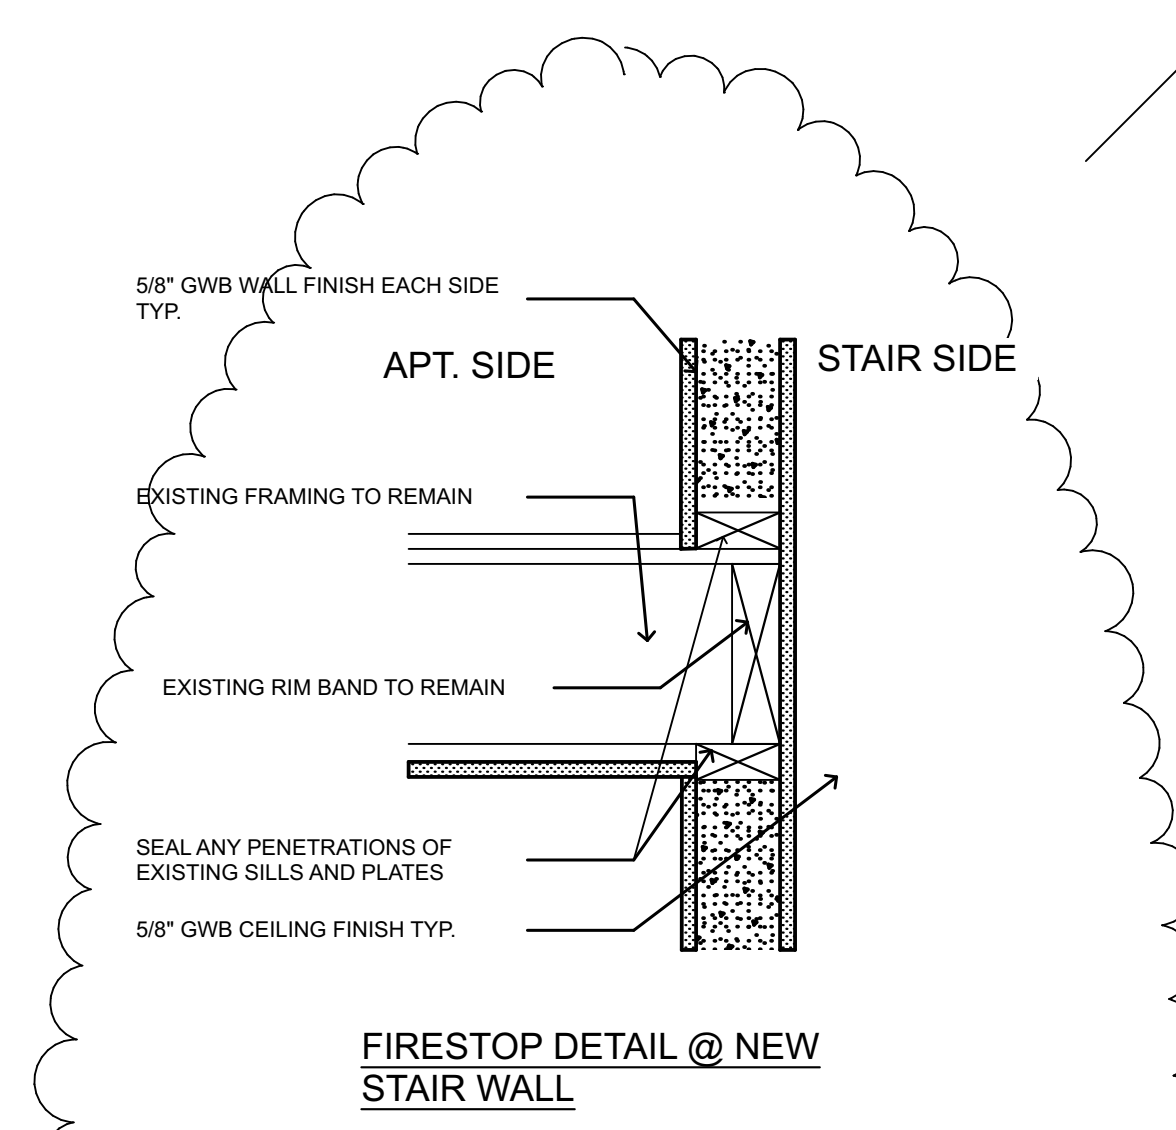 5/8" GWB WALL FINISH EACH SIDE
TYP.
APT. SIDE
STAIR SIDE
EXISTING FRAMING TO REMAIN
EXISTING RIM BAND TO REMAIN
SEAL ANY PENETRATIONS OF
EXISTING SILLS AND PLATES
5/8" GWB CEILING FINISH TYP.
FIRESTOP DETAIL @ NEW
STAIR WALL